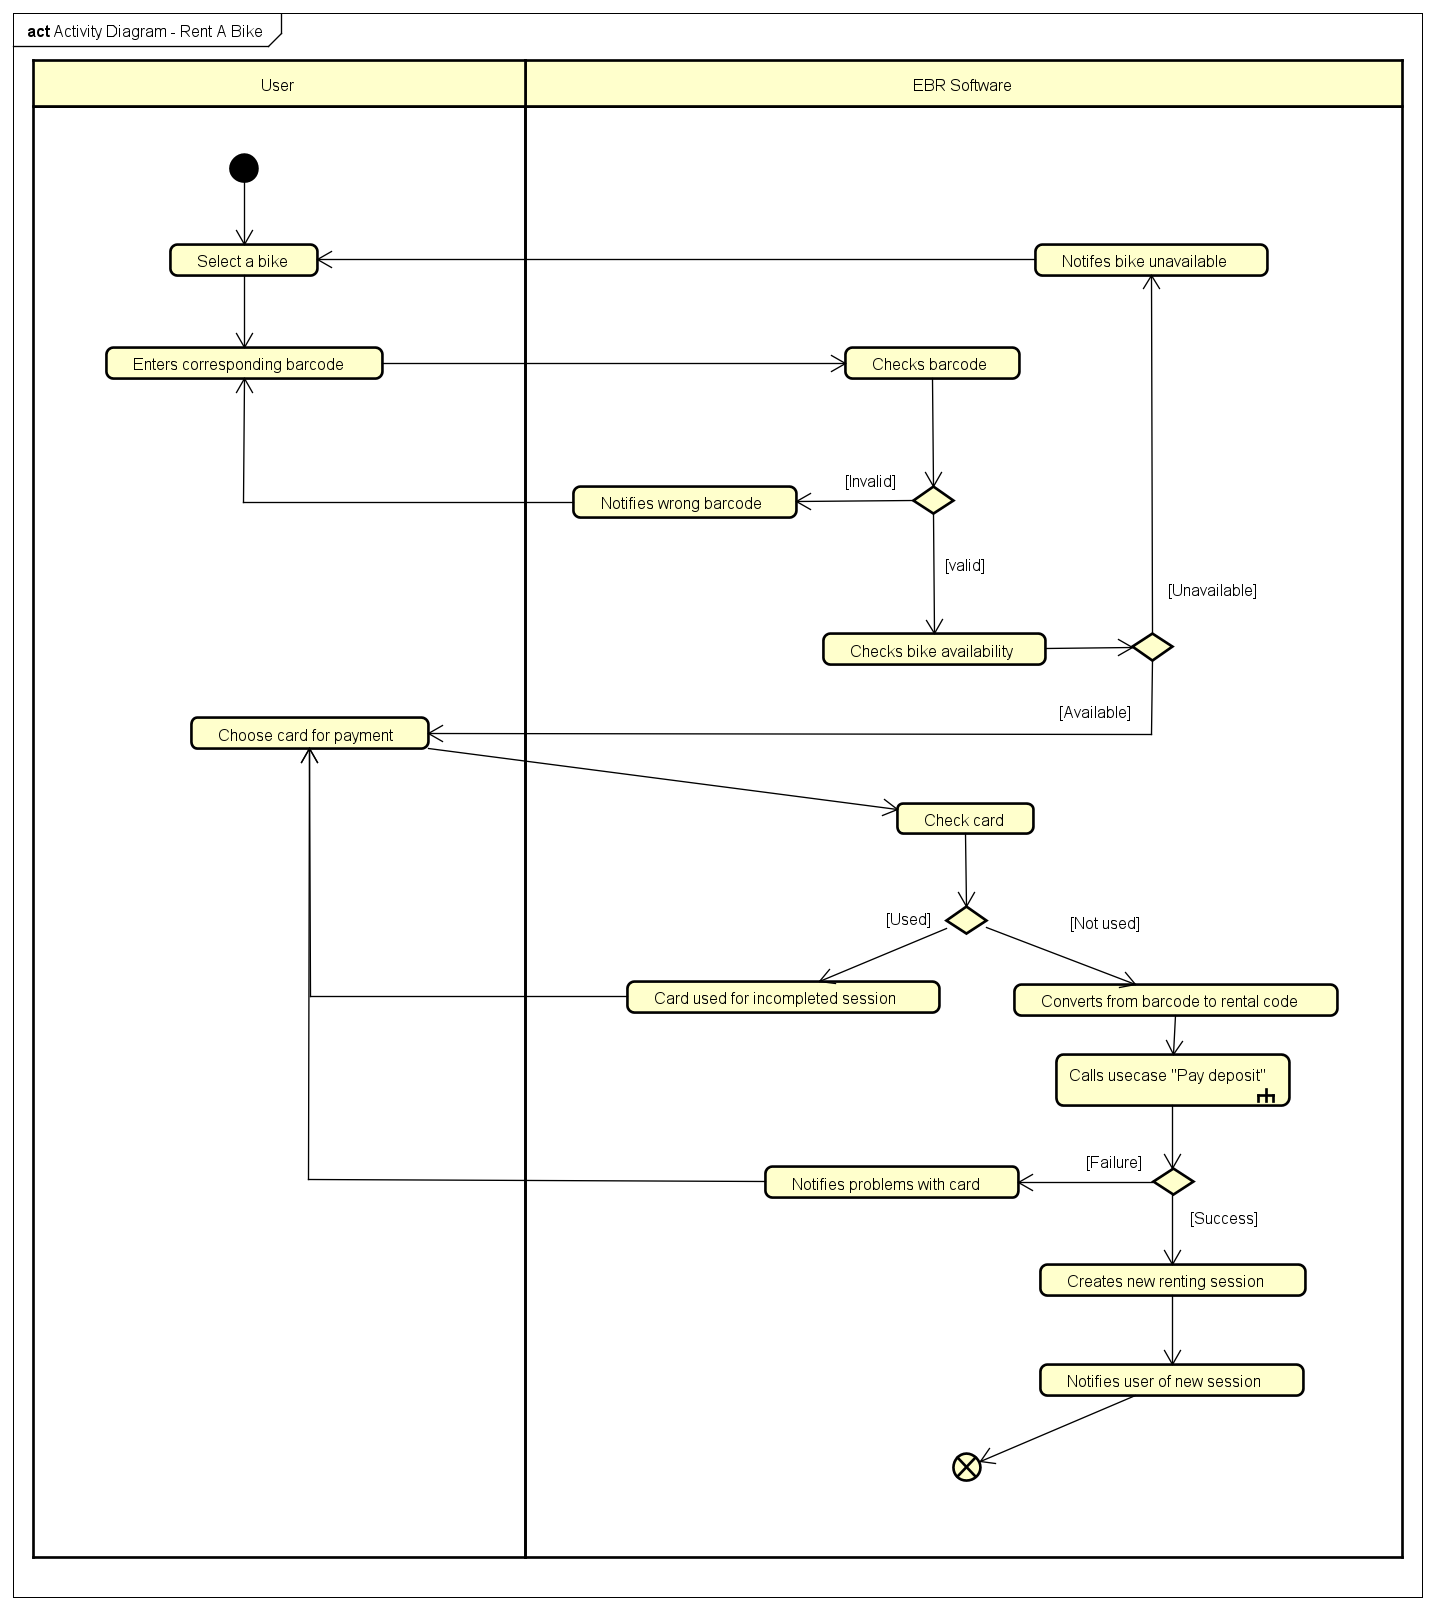 act Activity Diagram - Rent A Bike
User
EBR Software
Select a bike
Notifes bike unavailable
Enters corresponding barcode
Checks barcode
[Invalid]
Notifies wrong barcode
[valid]
[Unavailable]
Checks bike availability
[Available]
Choose card for payment
Check card
[Used]
[Not used]
Card used for incompleted session
Converts from barcode to rental code
Calls usecase "Pay deposit"
[Failure]
Notifies problems with card
[Success]
Creates new renting session
Notifies user of new session